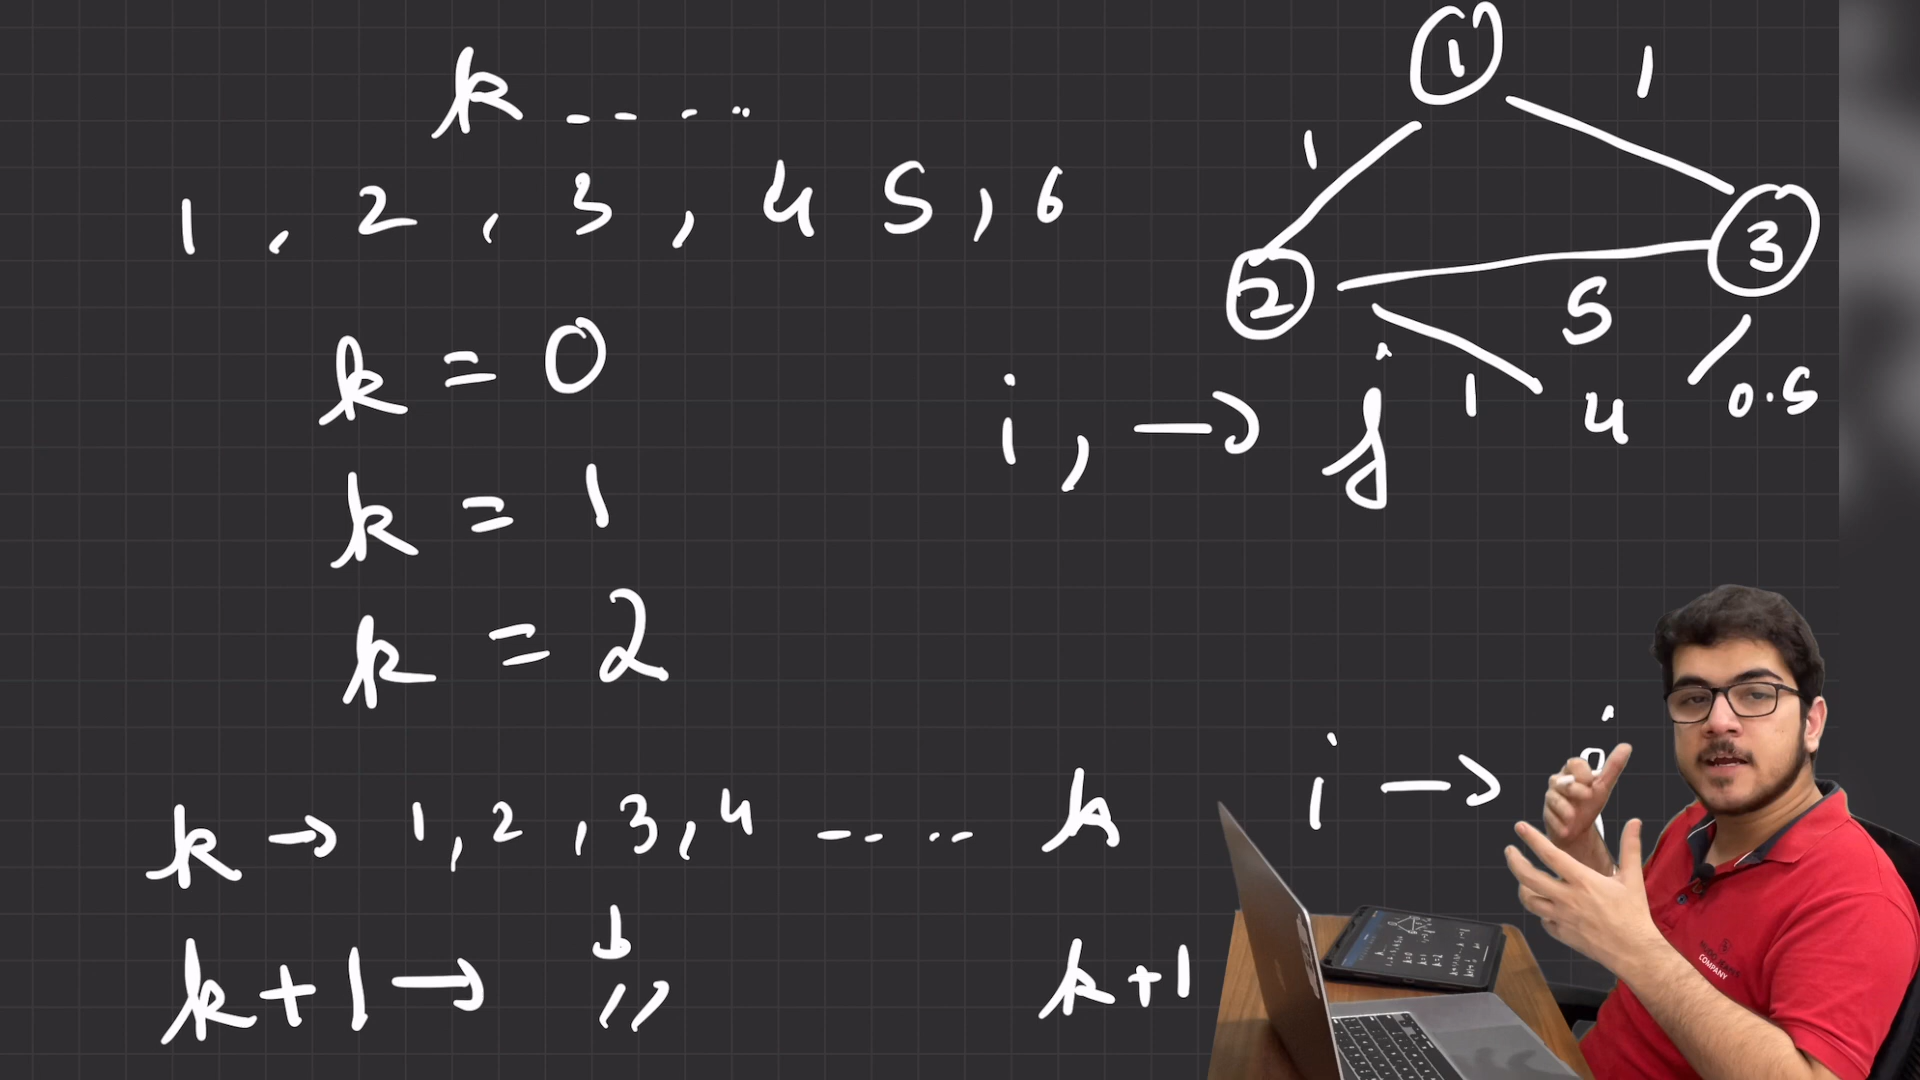 k ----
1 , 2 , 3 , 4 5 , 6
k = 0
k = 1
k = 2
k → 1, 2 , 3, 4 ---- k
k+1 → " k+1
1
1 1
2 3
5
1 4 0.5
i , → j
i → j
COMPANY